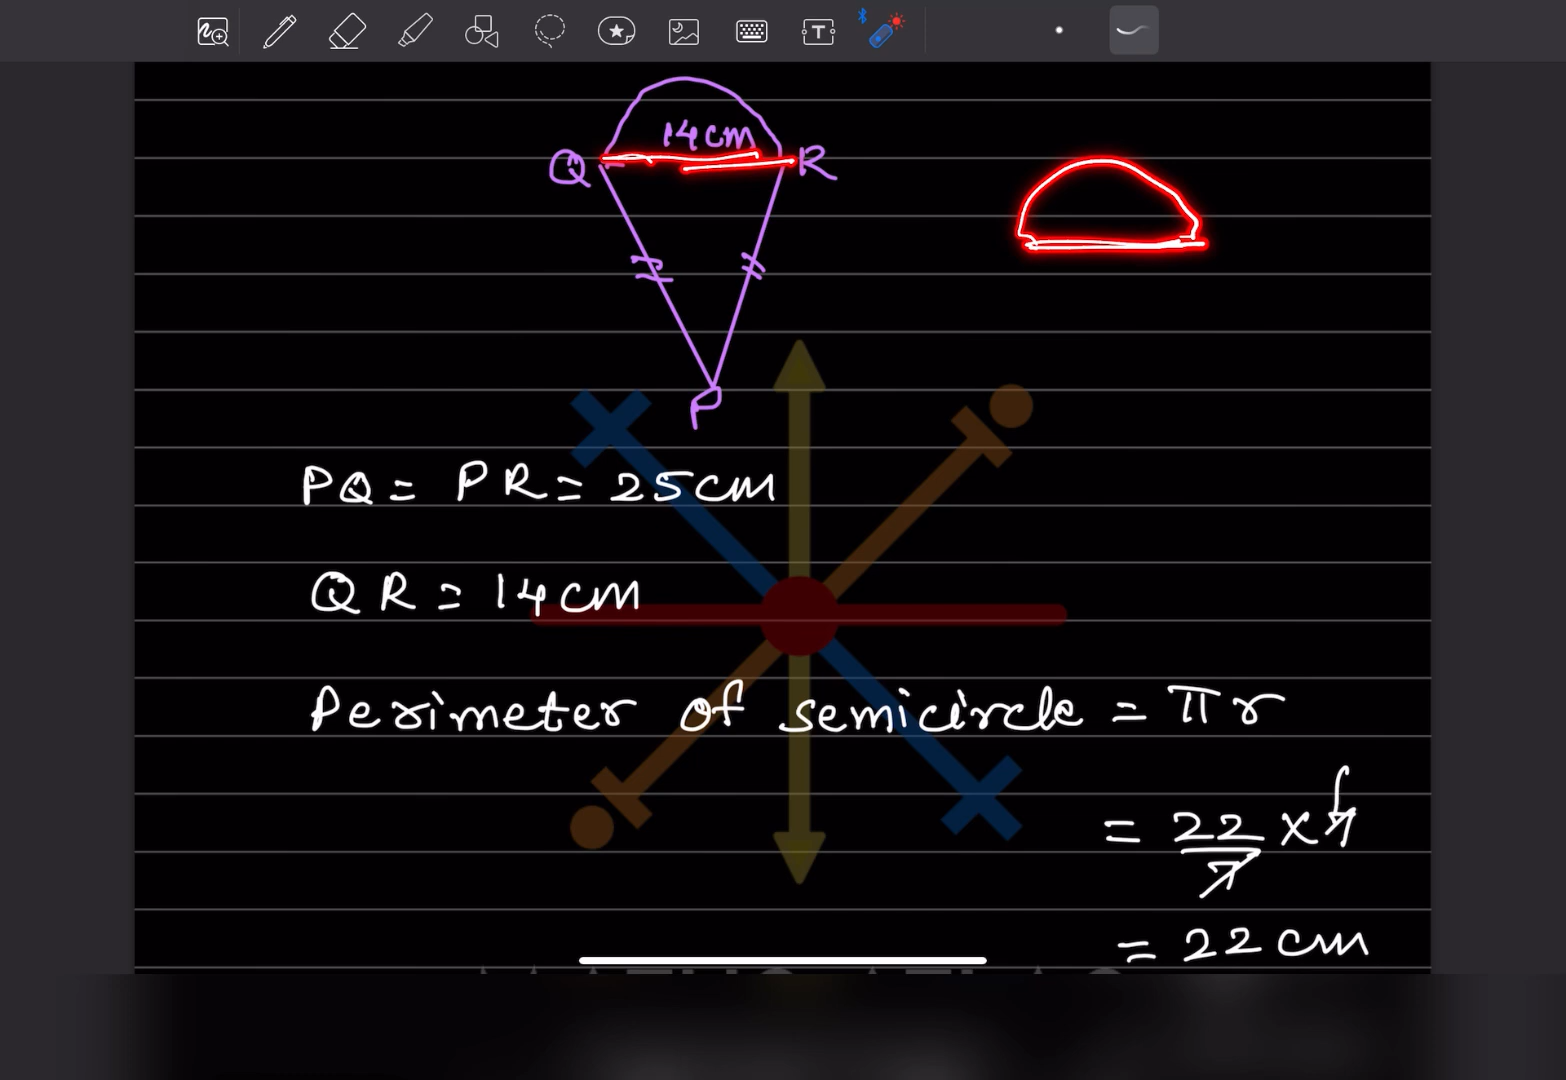 14cm
Q R
P
PQ = PR = 25cm
QR = 14cm
Perimeter of semicircle = πr
= 22/7 × 7
= 22 cm